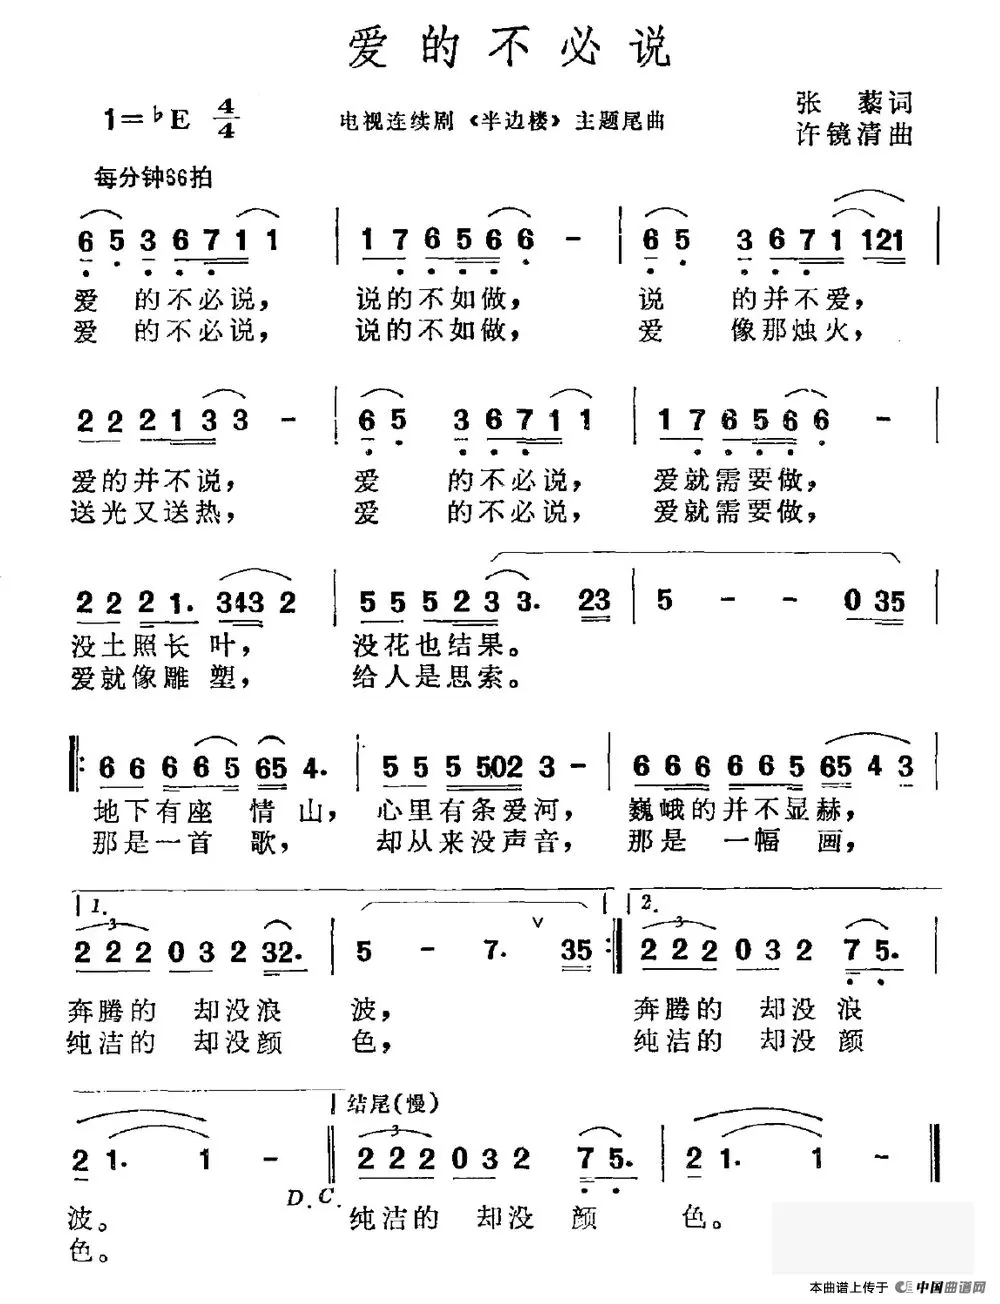 爱的不必说
1=♭E 4/4
电视连续剧《半边楼》主题尾曲
张藜词
许镜清曲
每分钟86拍
6 5 3 6 7 1 1 | 1 7 6 5 6 6 - | 6 5 3 6 7 1 121 |
爱 的不必说， 说的不如做， 说 的并不爱，
爱 的不必说， 说的不如做， 爱 像那烛火，
2 2 2 1 3 3 - | 6 5 3 6 7 1 1 | 1 7 6 5 6 6 - |
爱的并不说， 爱 的不必说， 爱就需要做，
送光又送热， 爱 的不必说， 爱就需要做，
2 2 2 1. 343 2 | 5 5 5 2 3 3. 23 | 5 - - 0 35 |
没土照长叶， 没花也结果。
爱就像雕塑， 给人是思索。
‖: 6 6 6 6 5 65 4. | 5 5 5 502 3 - | 6 6 6 6 6 5 65 4 3 |
地下有座情山， 心里有条爱河， 巍峨的并不显赫，
那是一首歌， 却从来没声音， 那是一幅画，
1. 2.
3 3
2 2 2 0 3 2 32. | 5 - 7. ∨ 35 :‖ 2 2 2 0 3 2 7 5. |
奔腾的 却没浪 波， 奔腾的 却没浪
纯洁的 却没颜 色， 纯洁的 却没颜
结尾(慢)
3
2 1. 1 - ‖ 2 2 2 0 3 2 7 5. | 2 1. 1 - ‖
D.C.
波。 纯洁的 却没颜 色。
色。
本曲谱上传于 中国曲谱网